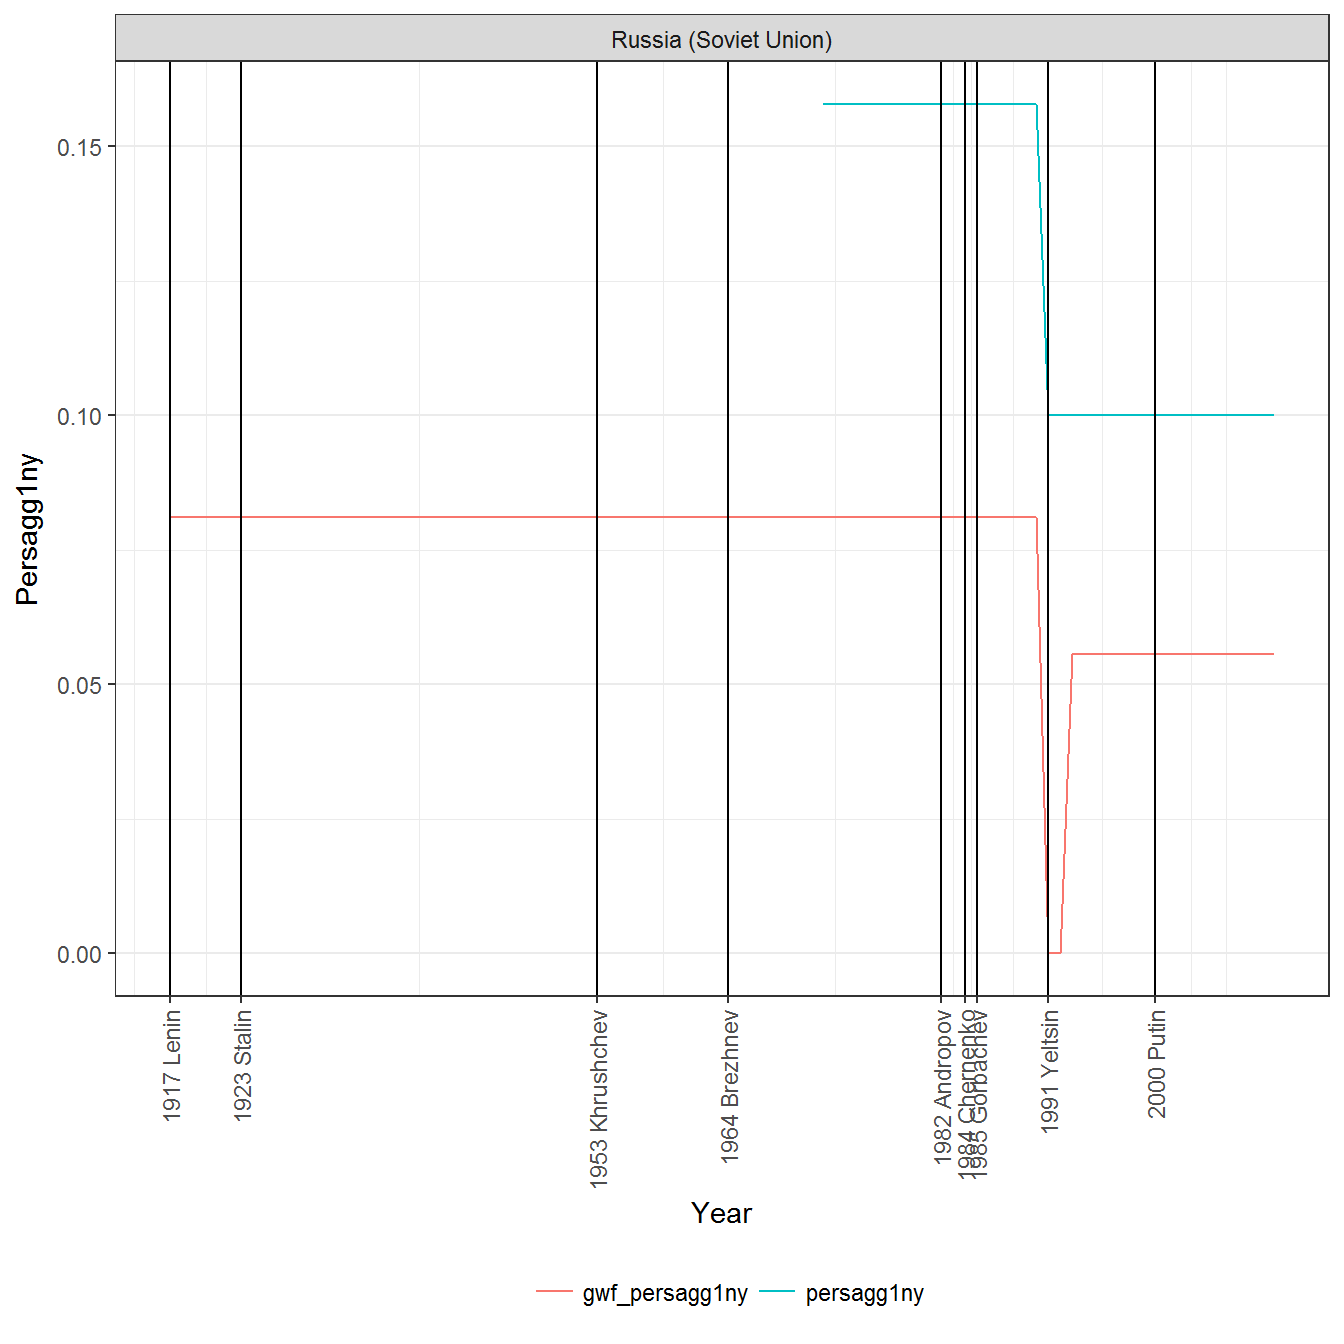 Russia (Soviet Union)
Persagg1ny
0.15
0.10
0.05
0.00
1917 Lenin
1923 Stalin
1953 Khrushchev
1964 Brezhnev
1982 Andropov
1984 Chernenko
1985 Gorbachev
1991 Yeltsin
2000 Putin
Year
gwf_persagg1ny persagg1ny